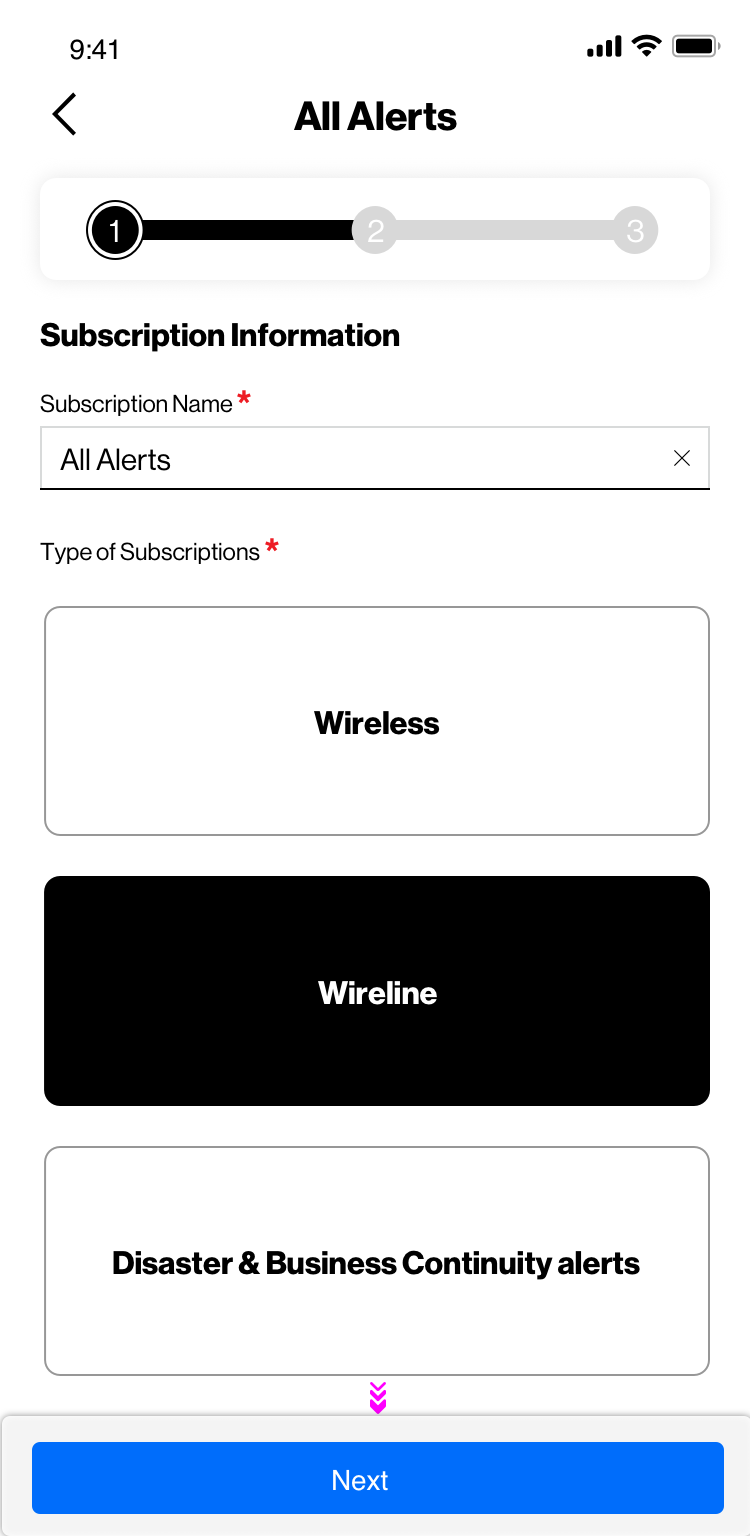 9:41
All Alerts
1 2 3
Subscription Information
Subscription Name *
All Alerts
Type of Subscriptions *
Wireless
Wireline
Disaster & Business Continuity alerts
Next